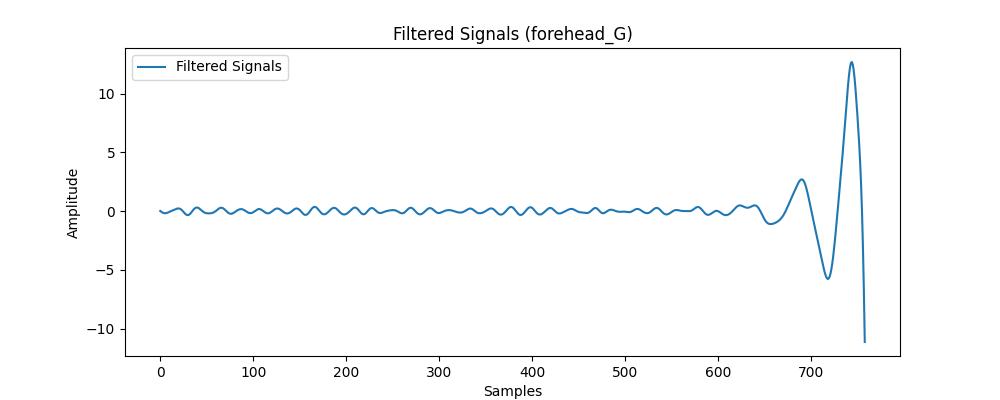 Filtered Signals (forehead_G)
Filtered Signals
10
5
0
−5
−10
Amplitude
0 100 200 300 400 500 600 700
Samples